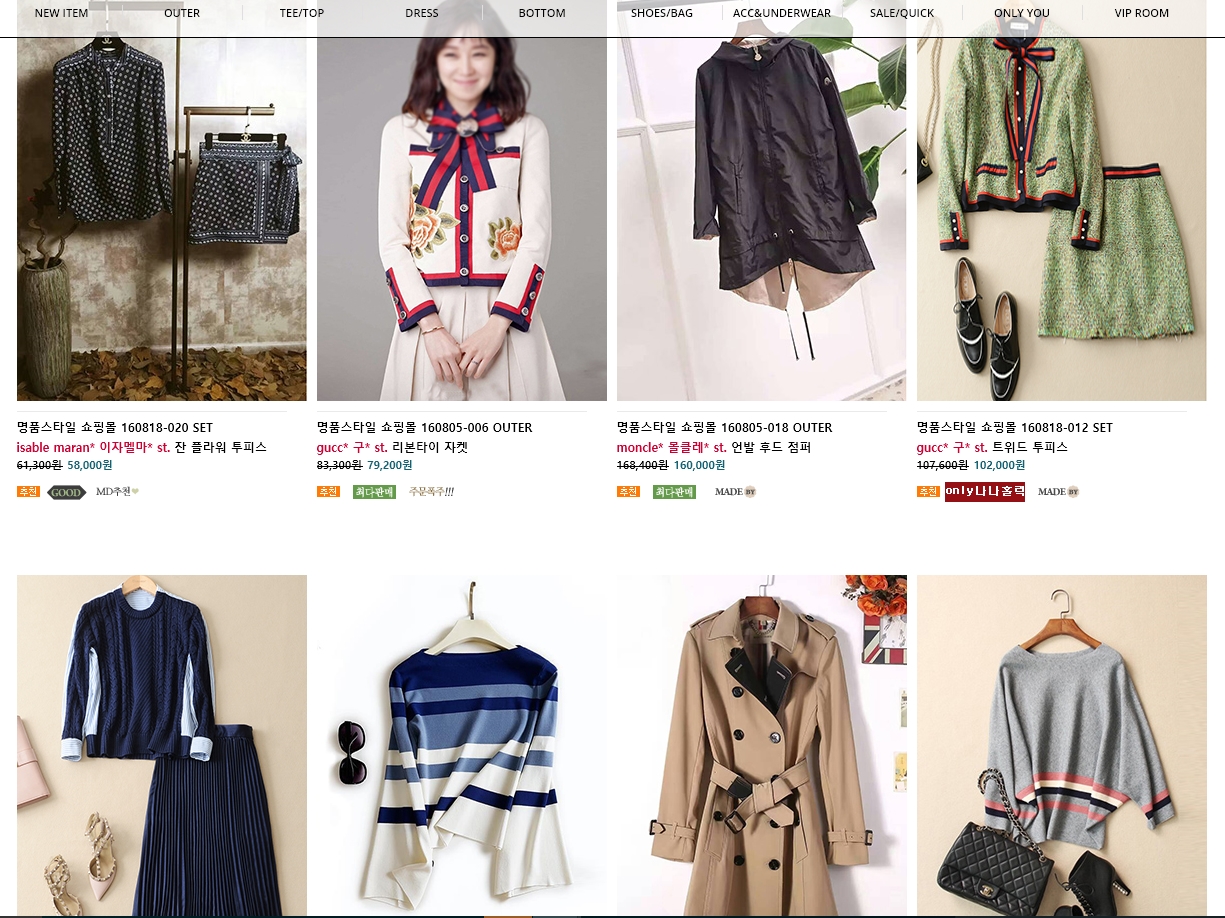 NEW ITEM OUTER TEE/TOP DRESS BOTTOM SHOES/BAG ACC&UNDERWEAR SALE/QUICK ONLY YOU VIP ROOM
명품스타일 쇼핑몰 160818-020 SET
isable maran* 이자벨마* st. 잔 플라워 투피스
61,300원 58,000원
추천 GOOD MD추천
명품스타일 쇼핑몰 160805-006 OUTER
gucc* 구* st. 리본타이 자켓
83,300원 79,200원
추천 최다판매 주문폭주!!!
명품스타일 쇼핑몰 160805-018 OUTER
moncle* 몽클레* st. 언발 후드 점퍼
168,400원 160,000원
추천 최다판매 MADE BY
명품스타일 쇼핑몰 160818-012 SET
gucc* 구* st. 트위드 투피스
107,600원 102,000원
추천 only나나홀릭 MADE BY